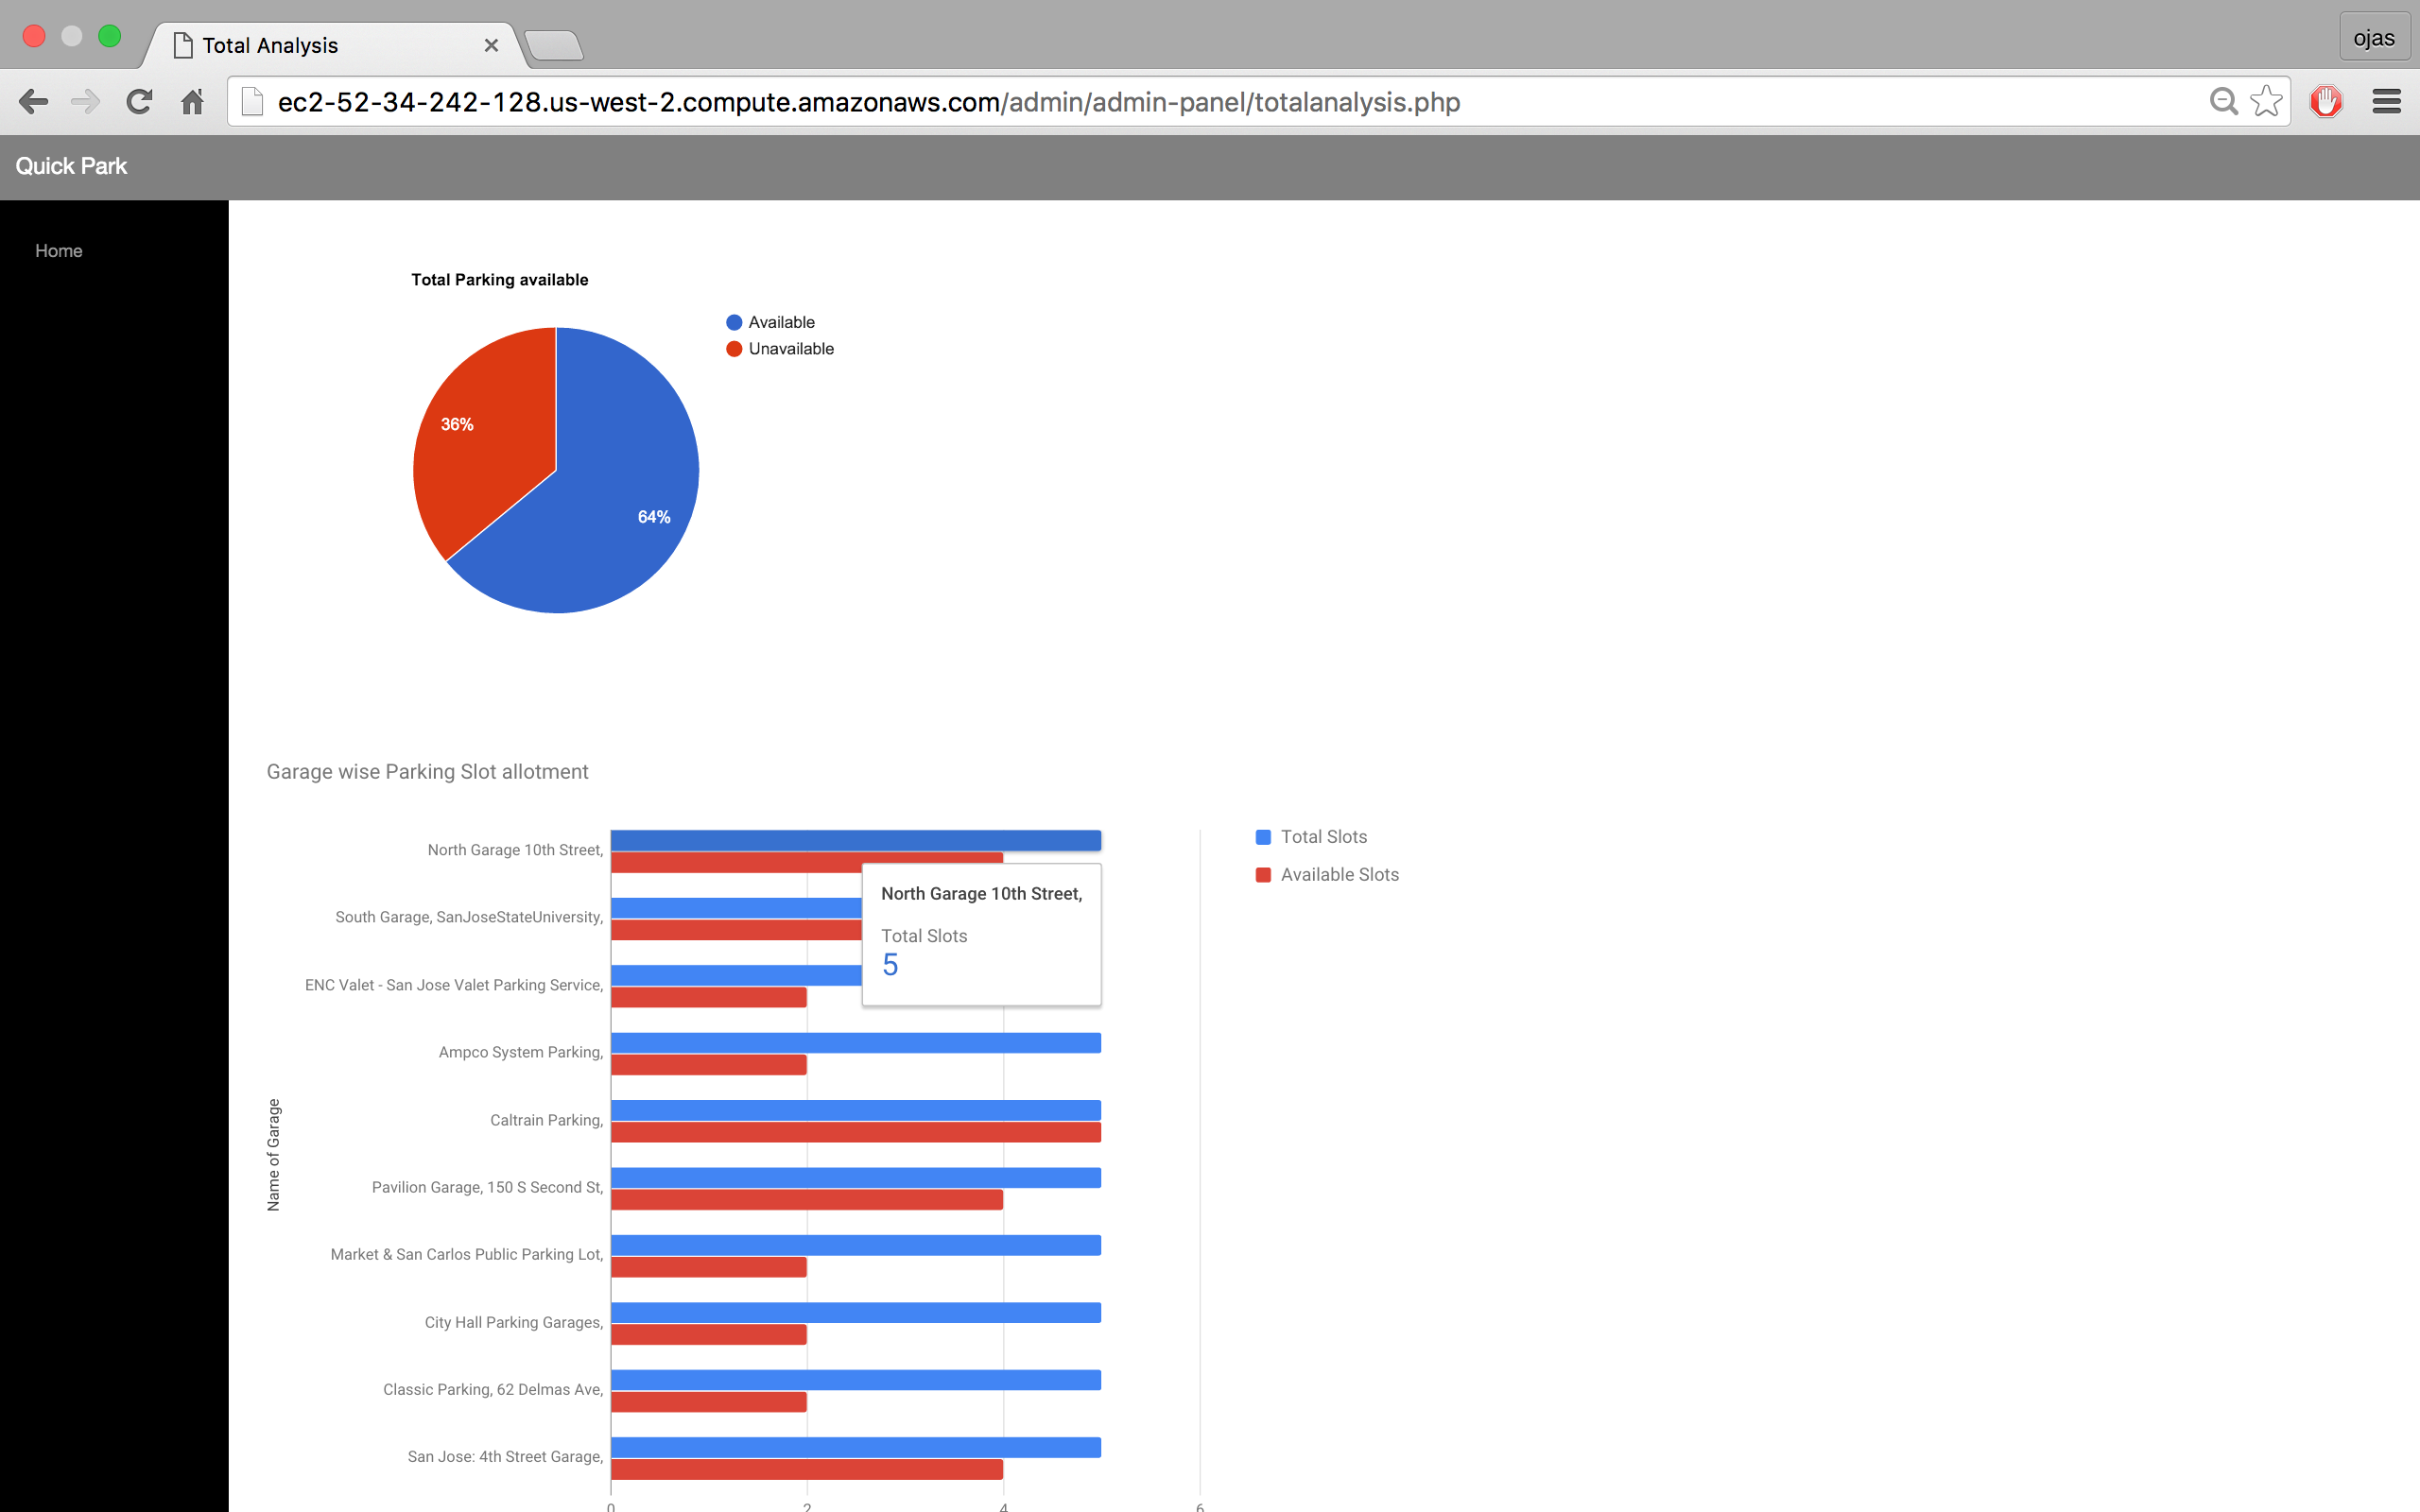 Total Analysis
ojas
ec2-52-34-242-128.us-west-2.compute.amazonaws.com/admin/admin-panel/totalanalysis.php
Quick Park
Home
Total Parking available
Available
Unavailable
36%
64%
Garage wise Parking Slot allotment
Total Slots
Available Slots
North Garage 10th Street,
North Garage 10th Street,
Total Slots
5
South Garage, SanJoseStateUniversity,
ENC Valet - San Jose Valet Parking Service,
Ampco System Parking,
Caltrain Parking,
Name of Garage
Pavilion Garage, 150 S Second St,
Market & San Carlos Public Parking Lot,
City Hall Parking Garages,
Classic Parking, 62 Delmas Ave,
San Jose: 4th Street Garage,
0 2 4 6